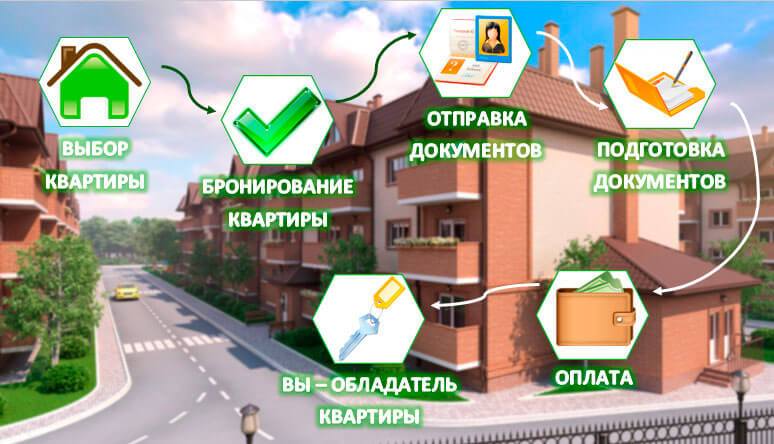 ВЫБОР
КВАРТИРЫ
БРОНИРОВАНИЕ
КВАРТИРЫ
ОТПРАВКА
ДОКУМЕНТОВ
ПОДГОТОВКА
ДОКУМЕНТОВ
ОПЛАТА
ВЫ – ОБЛАДАТЕЛЬ
КВАРТИРЫ